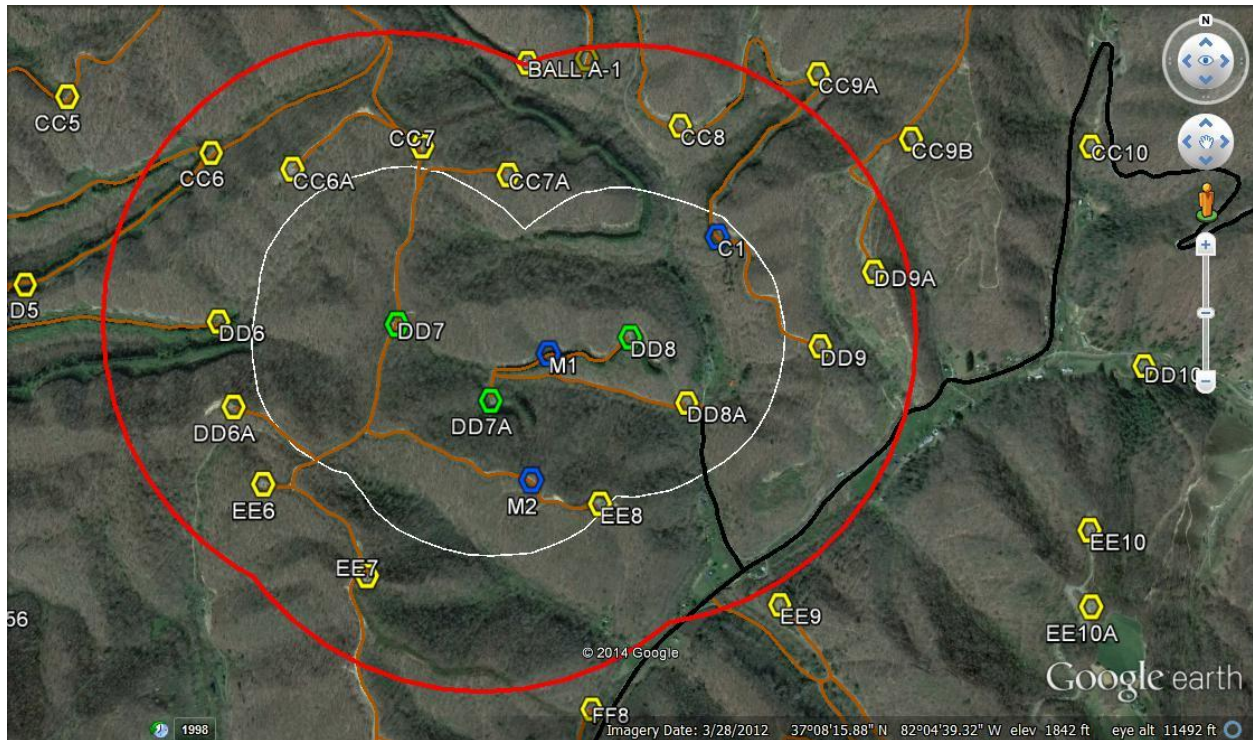 N
BALL A-1
CC9A
CC5
CC8
CC7
CC9B
CC10
CC6
CC6A
CC7A
C1
DD9A
D5
DD6
DD7
DD8
M1
DD9
DD10
DD6A
DD7A
DD8A
EE6
M2
EE8
EE10
EE7
56
EE9
EE10A
© 2014 Google
Google earth
FF8
1998
Imagery Date: 3/28/2012 37°08'15.88" N 82°04'39.32" W elev 1842 ft eye alt 11492 ft